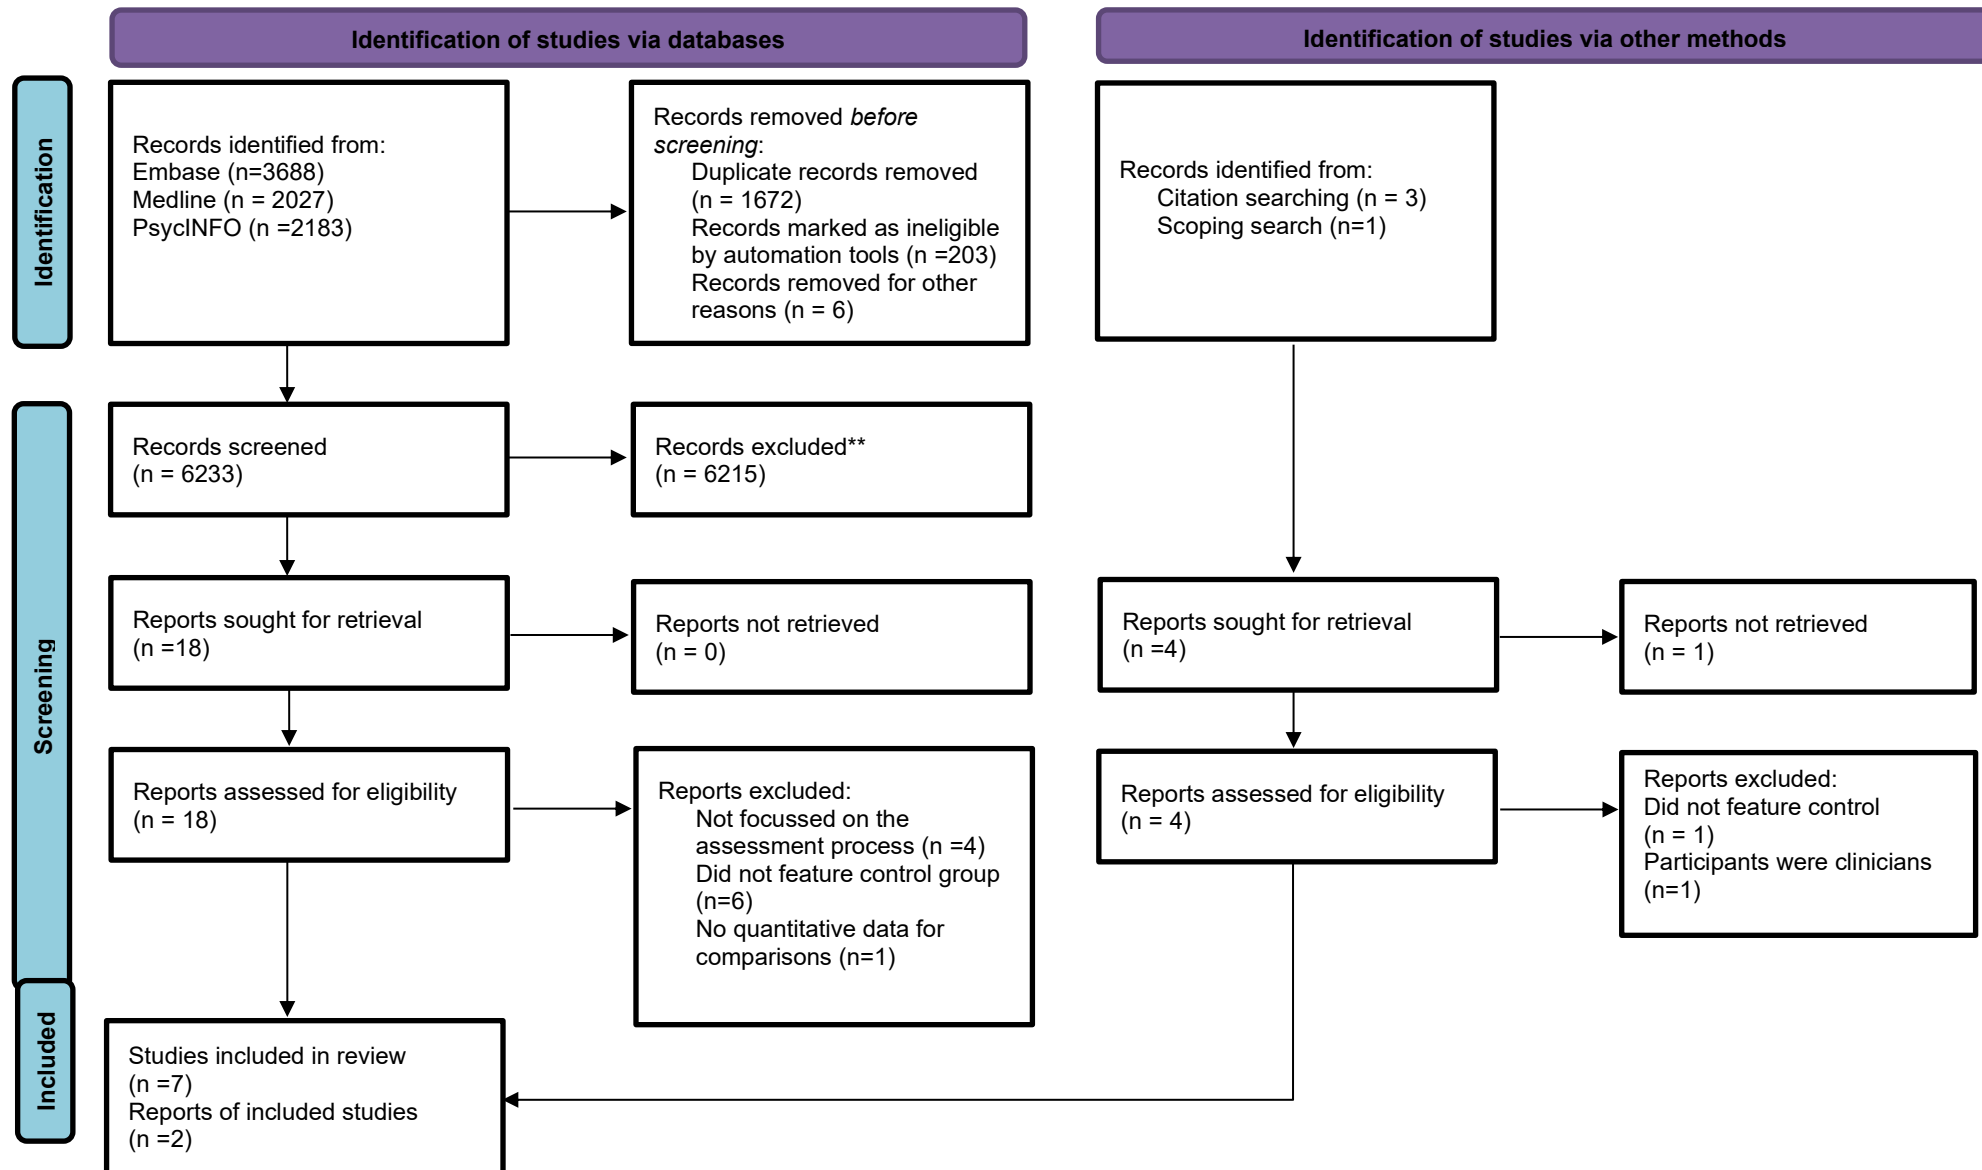 Identification of studies via databases
Identification of studies via other methods
Identification
Records identified from:
Embase (n=3688)
Medline (n = 2027)
PsycINFO (n =2183)
Records removed before
screening:
Duplicate records removed
(n = 1672)
Records marked as ineligible
by automation tools (n =203)
Records removed for other
reasons (n = 6)
Records identified from:
Citation searching (n = 3)
Scoping search (n=1)
Screening
Records screened
(n = 6233)
Records excluded**
(n = 6215)
Reports sought for retrieval
(n =18)
Reports not retrieved
(n = 0)
Reports sought for retrieval
(n =4)
Reports not retrieved
(n = 1)
Reports assessed for eligibility
(n = 18)
Reports excluded:
Not focussed on the
assessment process (n =4)
Did not feature control group
(n=6)
No quantitative data for
comparisons (n=1)
Reports assessed for eligibility
(n = 4)
Reports excluded:
Did not feature control
(n = 1)
Participants were clinicians
(n=1)
Included
Studies included in review
(n =7)
Reports of included studies
(n =2)